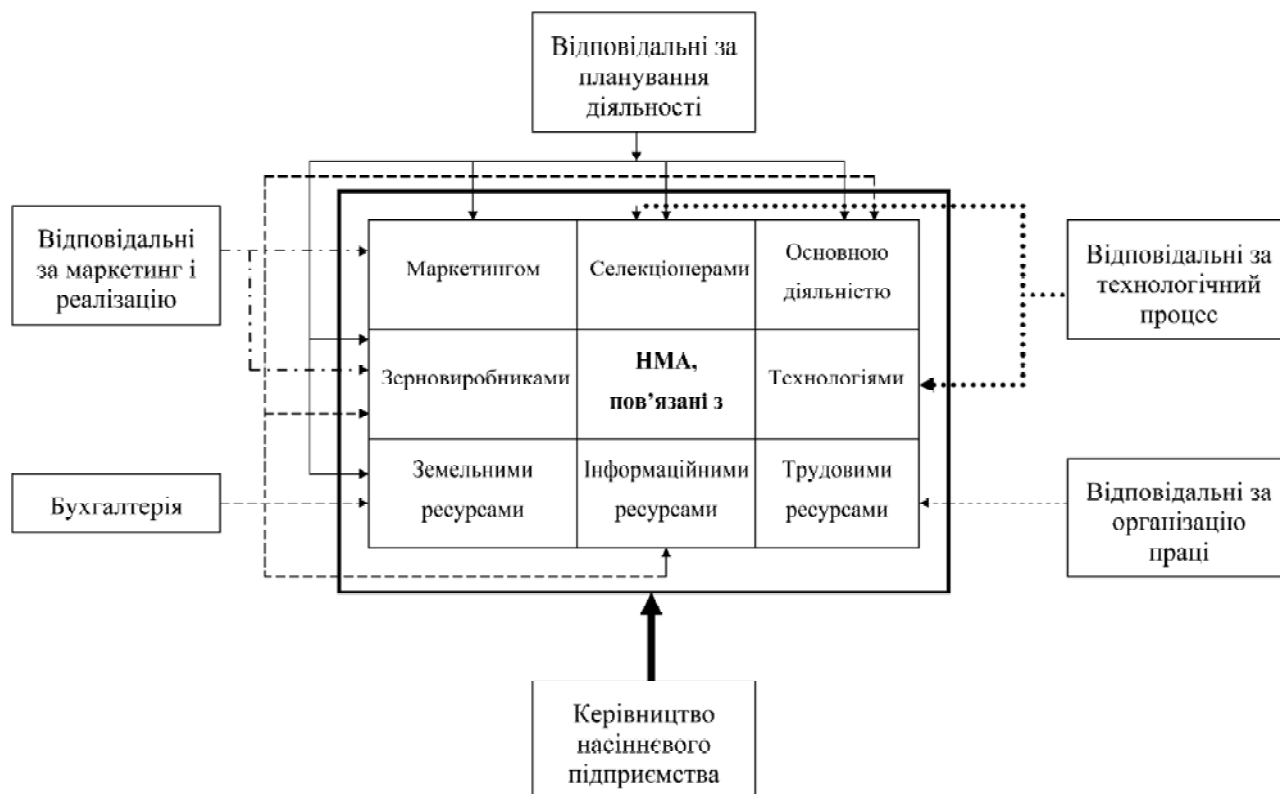 Відповідальні за
планування
діяльності
Відповідальні
за маркетинг і
реалізацію
Маркетингом
Селекціонерами
Основною
діяльністю
Відповідальні за
технологічний
процес
Зерновиробниками
НМА,
пов’язані з
Технологіями
Бухгалтерія
Земельними
ресурсами
Інформаційними
ресурсами
Трудовими
ресурсами
Відповідальні за
організацію
праці
Керівництво
насіннєвого
підприємства